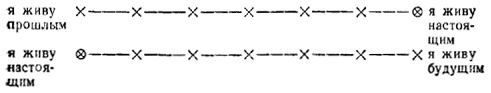 я живу
прошлым
я живу
настоя-
щим
я живу
настоя-
щим
я живу
будущим